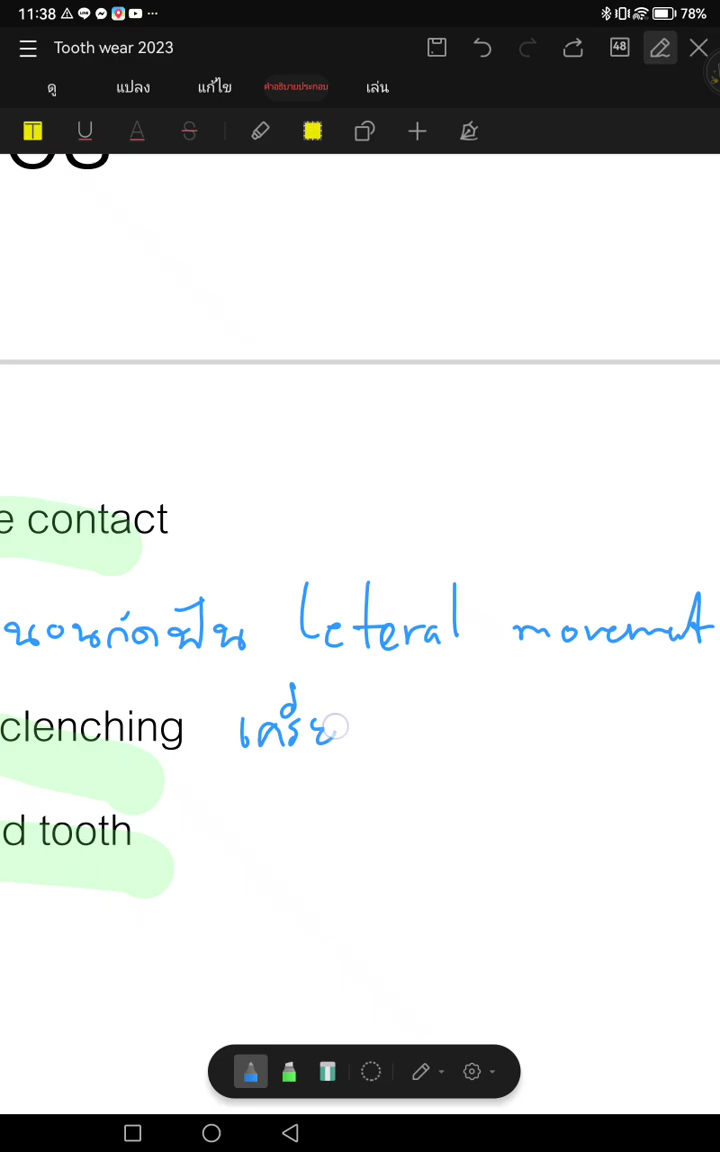 11:38 78%
Tooth wear 2023 48
ดู แปลง แก้ไข คำอธิบายประกอบ เล่น
T U A S
e contact
นอนกัดฟัน Leteral movement
clenching เครีย
d tooth